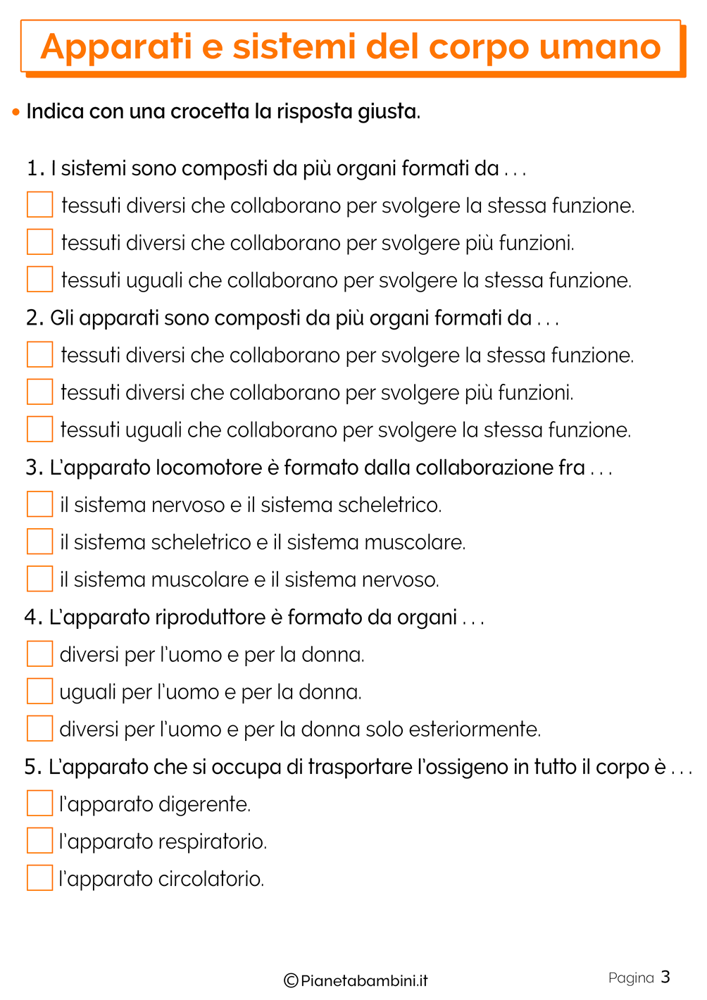 Apparati e sistemi del corpo umano
• Indica con una crocetta la risposta giusta.
1. I sistemi sono composti da più organi formati da . . .
tessuti diversi che collaborano per svolgere la stessa funzione.
tessuti diversi che collaborano per svolgere più funzioni.
tessuti uguali che collaborano per svolgere la stessa funzione.
2. Gli apparati sono composti da più organi formati da . . .
tessuti diversi che collaborano per svolgere la stessa funzione.
tessuti diversi che collaborano per svolgere più funzioni.
tessuti uguali che collaborano per svolgere la stessa funzione.
3. L'apparato locomotore è formato dalla collaborazione fra . . .
il sistema nervoso e il sistema scheletrico.
il sistema scheletrico e il sistema muscolare.
il sistema muscolare e il sistema nervoso.
4. L'apparato riproduttore è formato da organi . . .
diversi per l'uomo e per la donna.
uguali per l'uomo e per la donna.
diversi per l'uomo e per la donna solo esteriormente.
5. L'apparato che si occupa di trasportare l'ossigeno in tutto il corpo è . . .
l'apparato digerente.
l'apparato respiratorio.
l'apparato circolatorio.
©Pianetabambini.it
Pagina 3